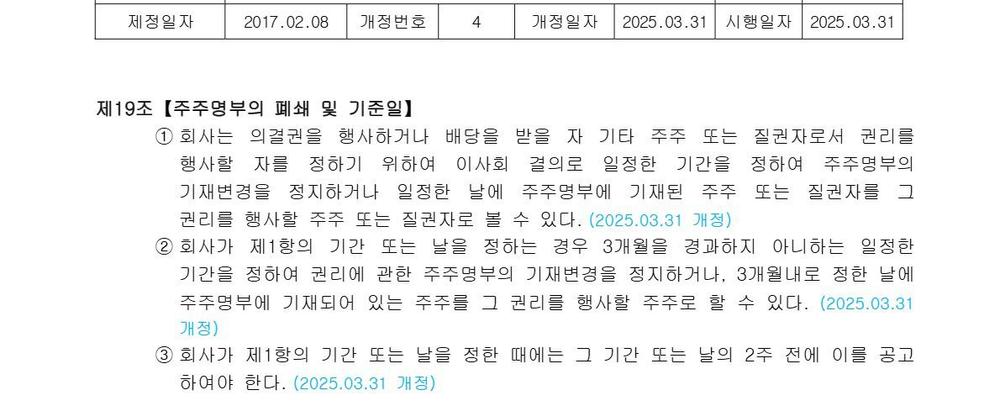 제정일자 2017.02.08 개정번호 4 개정일자 2025.03.31 시행일자 2025.03.31
제19조【주주명부의 폐쇄 및 기준일】
① 회사는 의결권을 행사하거나 배당을 받을 자 기타 주주 또는 질권자로서 권리를
행사할 자를 정하기 위하여 이사회 결의로 일정한 기간을 정하여 주주명부의
기재변경을 정지하거나 일정한 날에 주주명부에 기재된 주주 또는 질권자를 그
권리를 행사할 주주 또는 질권자로 볼 수 있다. (2025.03.31 개정)
② 회사가 제1항의 기간 또는 날을 정하는 경우 3개월을 경과하지 아니하는 일정한
기간을 정하여 권리에 관한 주주명부의 기재변경을 정지하거나, 3개월내로 정한 날에
주주명부에 기재되어 있는 주주를 그 권리를 행사할 주주로 할 수 있다. (2025.03.31
개정)
③ 회사가 제1항의 기간 또는 날을 정한 때에는 그 기간 또는 날의 2주 전에 이를 공고
하여야 한다. (2025.03.31 개정)